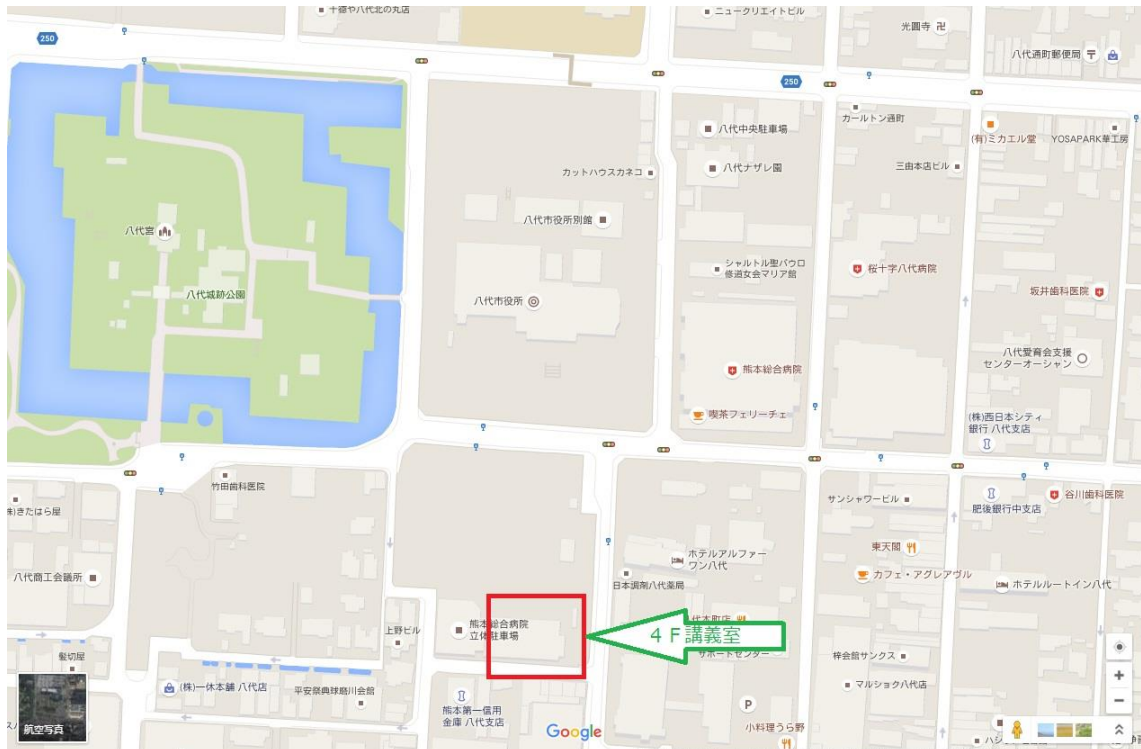 千徳や八代北の丸店
ニュークリエイトビル
光圓寺
八代通町郵便局
250
250
カールトン通町
(有)ミカエル堂
YOSAPARK華工房
八代中央駐車場
八代ナザレ園
三由本店ビル
カットハウスカネコ
八代市役所別館
八代宮
シャルトル聖パウロ
修道女会マリア館
桜十字八代病院
八代城跡公園
八代市役所
坂井歯科医院
八代愛育会支援
センターオーシャン
熊本総合病院
喫茶フェリーチェ
(株)西日本シティ
銀行 八代支店
竹田歯科医院
サンシャワービル
肥後銀行中支店
谷川歯科医院
株)きたはら屋
東天閣
ホテルアルファー
ワン八代
八代商工会議所
日本調剤八代薬局
カフェ・アグレアヴル
ホテルルートイン八代
熊本総合病院
立体駐車場
上野ビル
八代本町店
4F講義室
サポートセンター
髪切屋
梓会館サンクス
(株)一休本舗 八代店
平安祭典球磨川会館
マルショク八代店
熊本第一信用
金庫 八代支店
P
航空写真
Google
小料理うら野